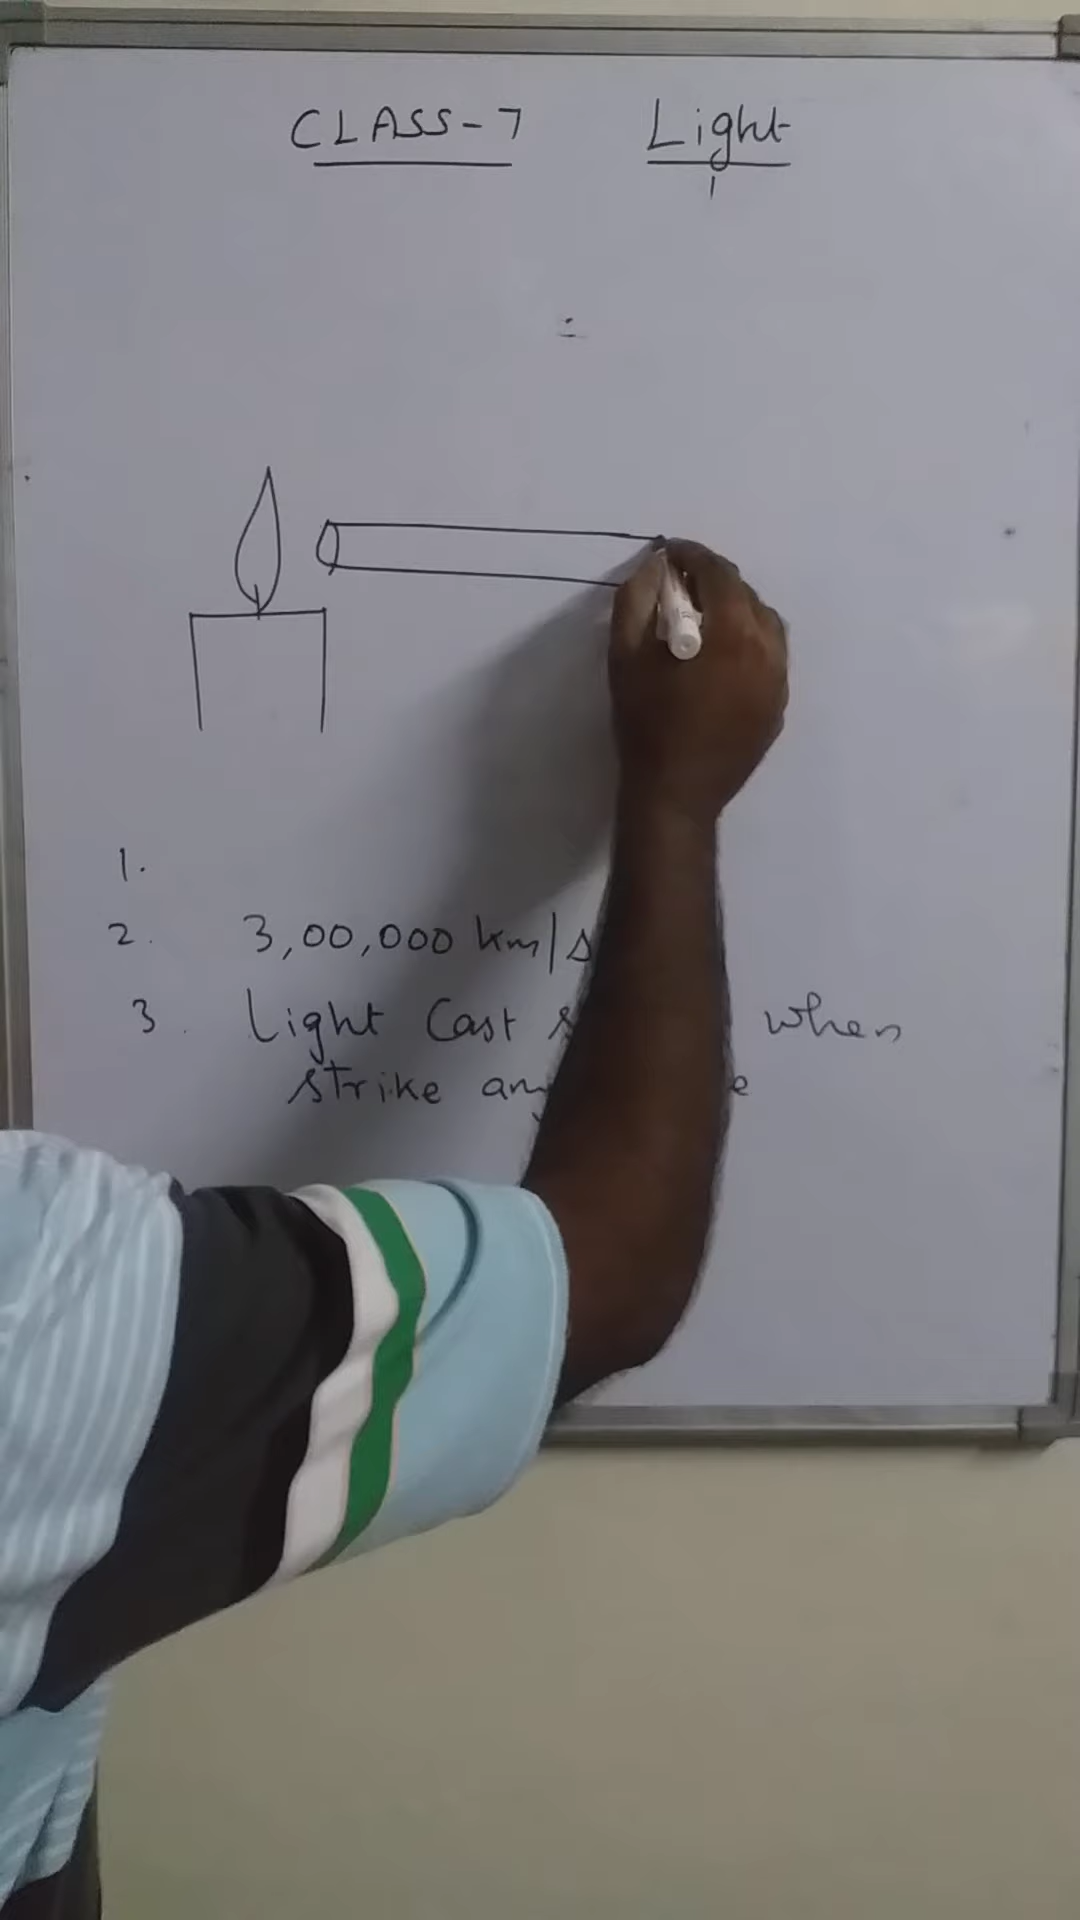 CLASS-7 Light
1.
2. 3,00,000 km/s
3. Light Cast when
strike